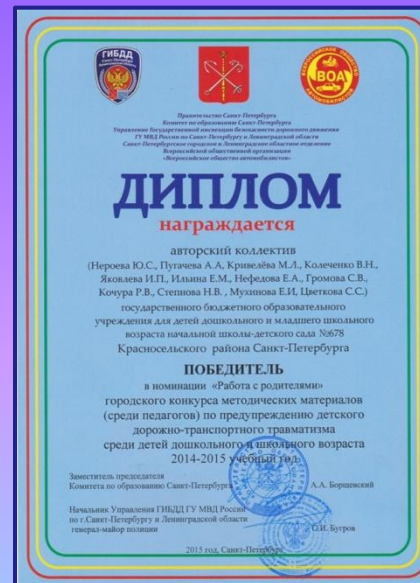 ГИБДД
ВСЕРОССИЙСКОЕ ОБЩЕСТВО
ВОА
АВТОМОБИЛИСТОВ
Правительство Санкт-Петербурга
Комитет по образованию Санкт-Петербурга
Управление Государственной инспекции безопасности дорожного движения
ГУ МВД России по Санкт-Петербургу и Ленинградской области
Санкт-Петербургское городское и Ленинградское областное отделение
Всероссийской общественной организации
«Всероссийское общество автомобилистов»
ДИПЛОМ
награждается
авторский коллектив
(Нероева Ю.С., Пугачева А.А, Кривелёва М.Л., Колеченко В.Н.,
Яковлева И.П., Ильина Е.М., Нефедова Е.А., Громова С.В.,
Кочура Р.В., Степнова Н.В. , Мухинова Е.И, Цветкова С.С.)
государственного бюджетного образовательного
учреждения для детей дошкольного и младшего школьного
возраста начальной школы-детского сада №678
Красносельского района Санкт-Петербурга
ПОБЕДИТЕЛЬ
в номинации «Работа с родителями»
городского конкурса методических материалов
(среди педагогов) по предупреждению детского
дорожно-транспортного травматизма
среди детей дошкольного и школьного возраста
2014-2015 учебный год
Заместитель председателя
Комитета по образованию Санкт-Петербурга
А.А. Борщевский
Начальник Управления ГИБДД ГУ МВД России
по г.Санкт-Петербургу и Ленинградской области
генерал-майор полиции
С.И. Бугров
2015 год, Санкт-Петербург